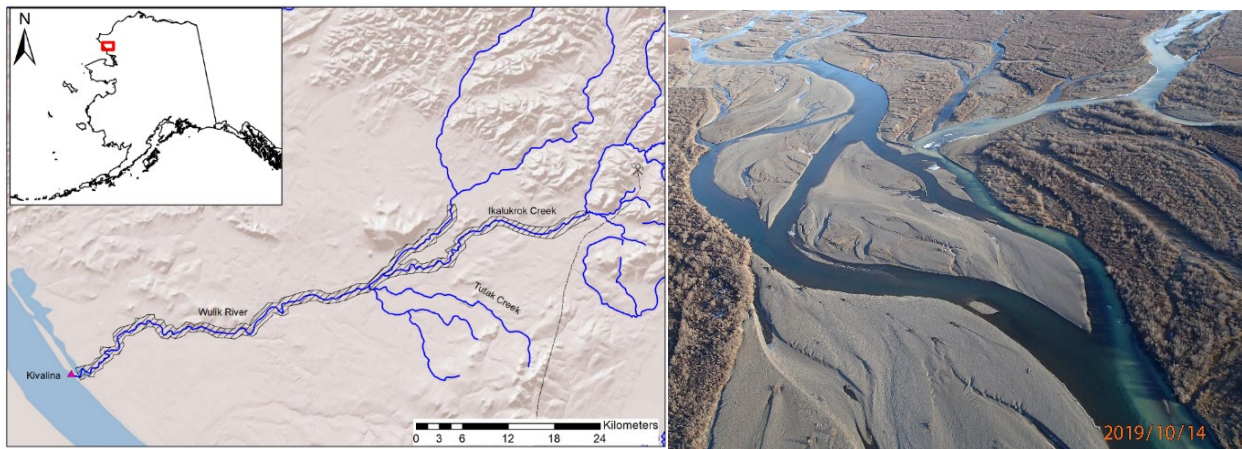 N
Ikalukrok Creek
Tutak Creek
Wulik River
Kivalina
Kilometers
0 3 6 12 18 24
2019/10/14